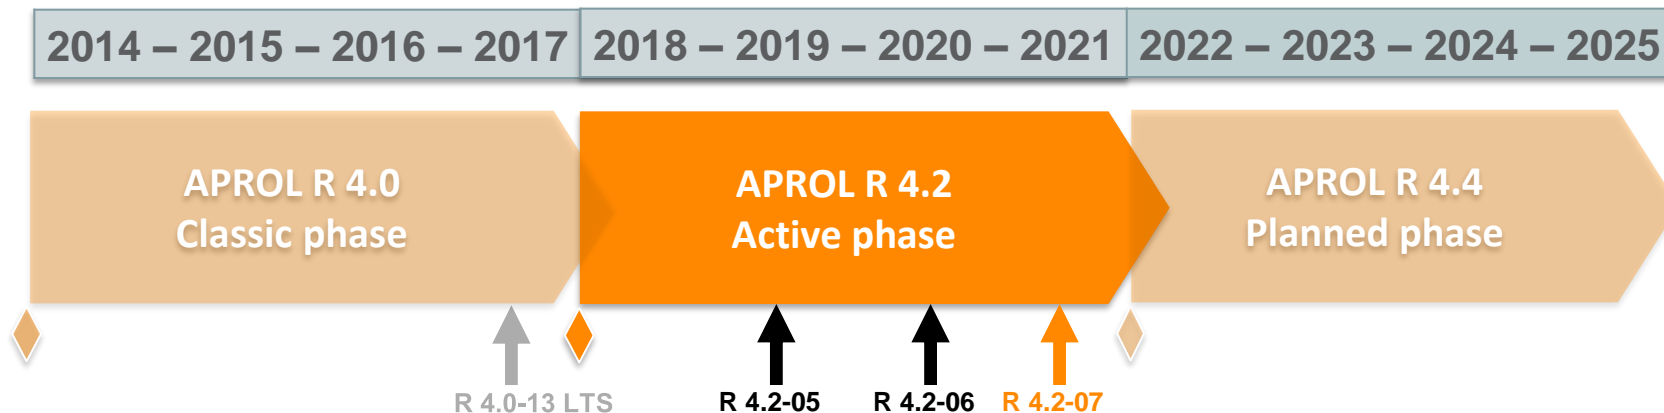 2014 – 2015 – 2016 – 2017
2018 – 2019 – 2020 – 2021
2022 – 2023 – 2024 – 2025
APROL R 4.0
Classic phase
APROL R 4.2
Active phase
APROL R 4.4
Planned phase
R 4.0-13 LTS
R 4.2-05
R 4.2-06
R 4.2-07